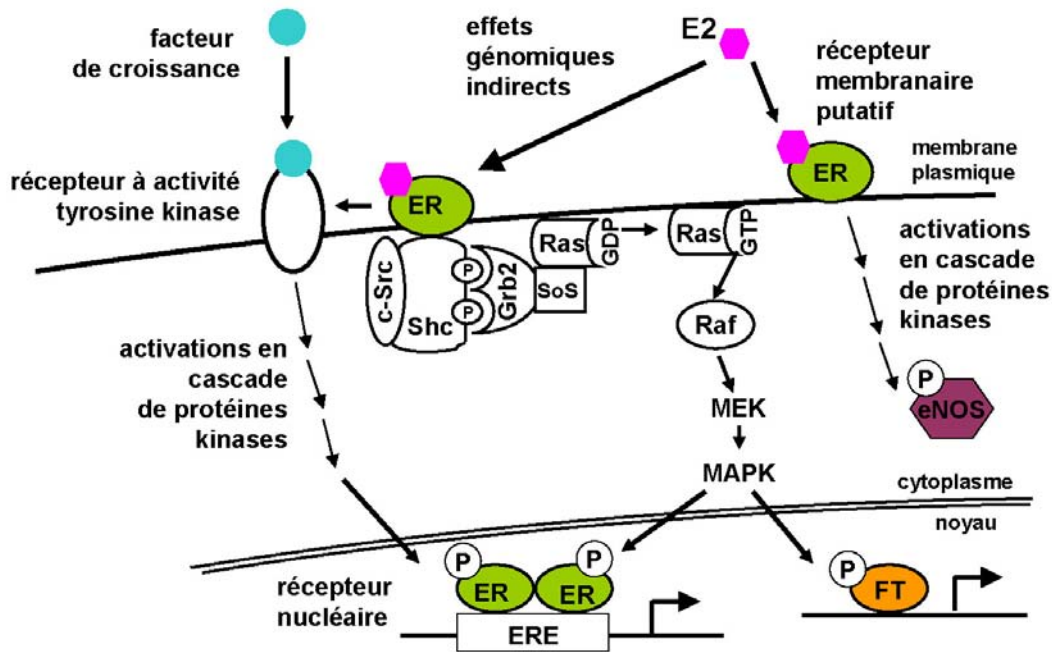 facteur
de croissance
effets
génomiques
indirects
E2
récepteur
membranaire
putatif
membrane
plasmique
récepteur à activité
tyrosine kinase
ER
ER
c-Src
Shc
P
P
Grb2
SoS
Ras
GDP
Ras
GTP
Raf
MEK
MAPK
activations
en cascade
de protéines
kinases
P
eNOS
activations en
cascade
de protéines
kinases
cytoplasme
noyau
récepteur
nucléaire
P
ER
P
ER
ERE
P
FT